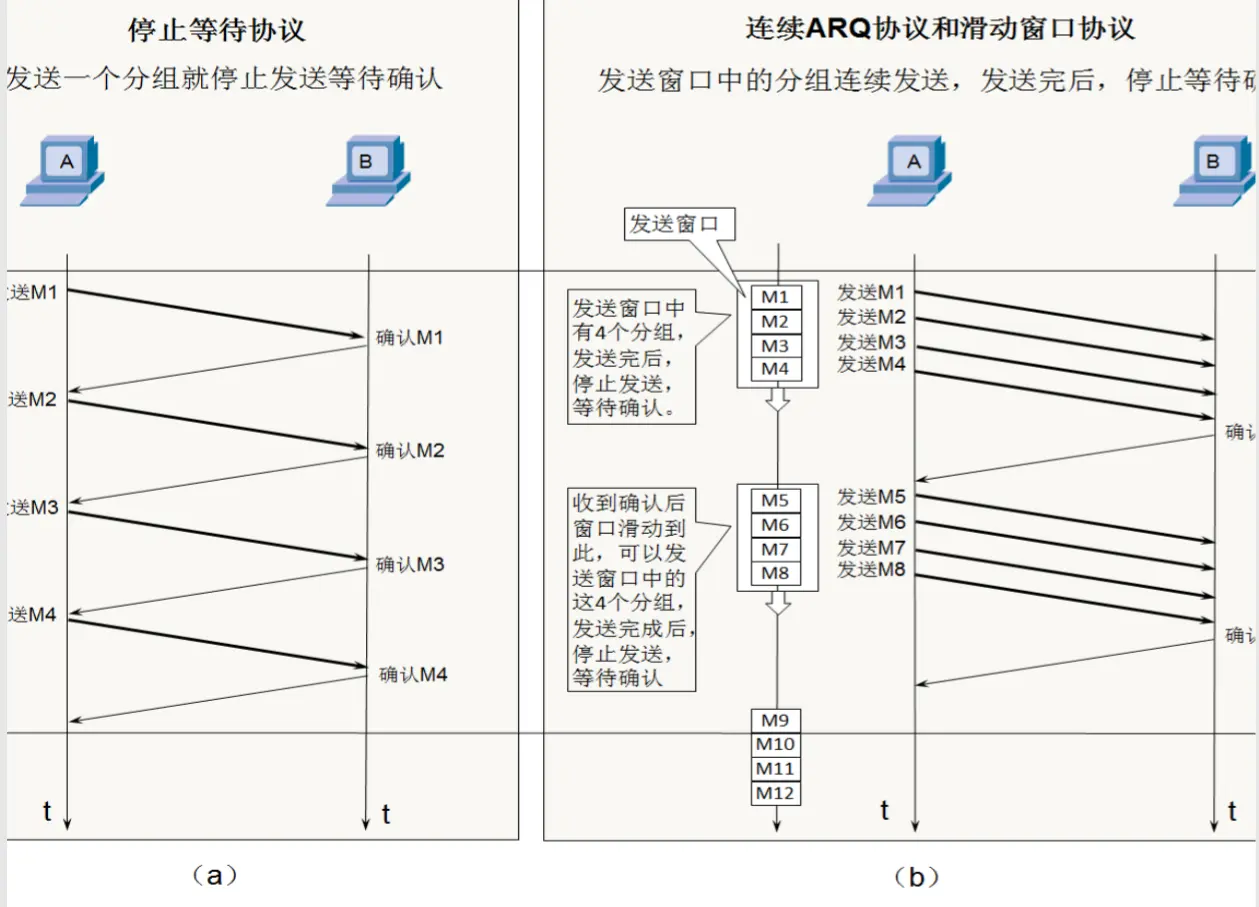 停止等待协议
发送一个分组就停止发送等待确认
A
B
送M1
确认M1
送M2
确认M2
送M3
确认M3
送M4
确认M4
t
t
（a）
连续ARQ协议和滑动窗口协议
发送窗口中的分组连续发送，发送完后，停止等待
A
B
发送窗口
发送窗口中
有4个分组，
发送完后，
停止发送，
等待确认。
M1
M2
M3
M4
发送M1
发送M2
发送M3
发送M4
确
收到确认后
窗口滑动到
此，可以发
送窗口中的
这4个分组，
发送完成后，
停止发送，
等待确认
M5
M6
M7
M8
发送M5
发送M6
发送M7
发送M8
确
M9
M10
M11
M12
t
t
（b）